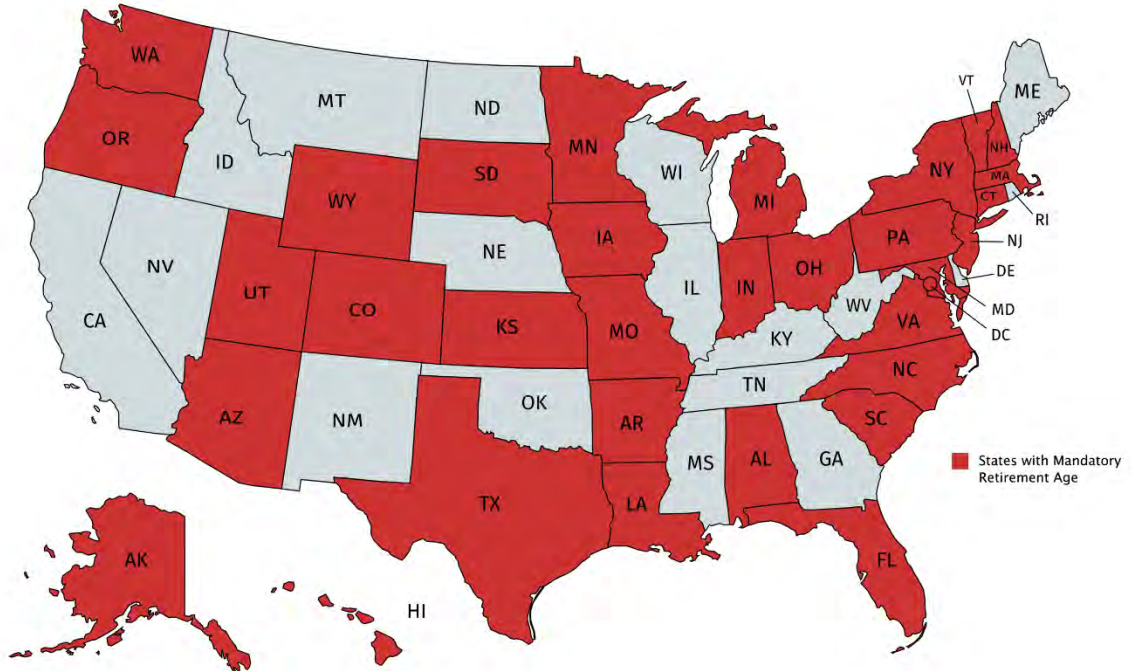 WA
MT
ND
MN
VT
ME
OR
ID
SD
WI
NH
NY
MA
WY
MI
CT
RI
IA
PA
NJ
NE
NV
OH
DE
IL
IN
UT
CO
WV
MD
CA
KS
MO
VA
DC
KY
NC
TN
OK
AZ
NM
AR
SC
MS
AL
GA
States with Mandatory
Retirement Age
TX
LA
AK
FL
HI